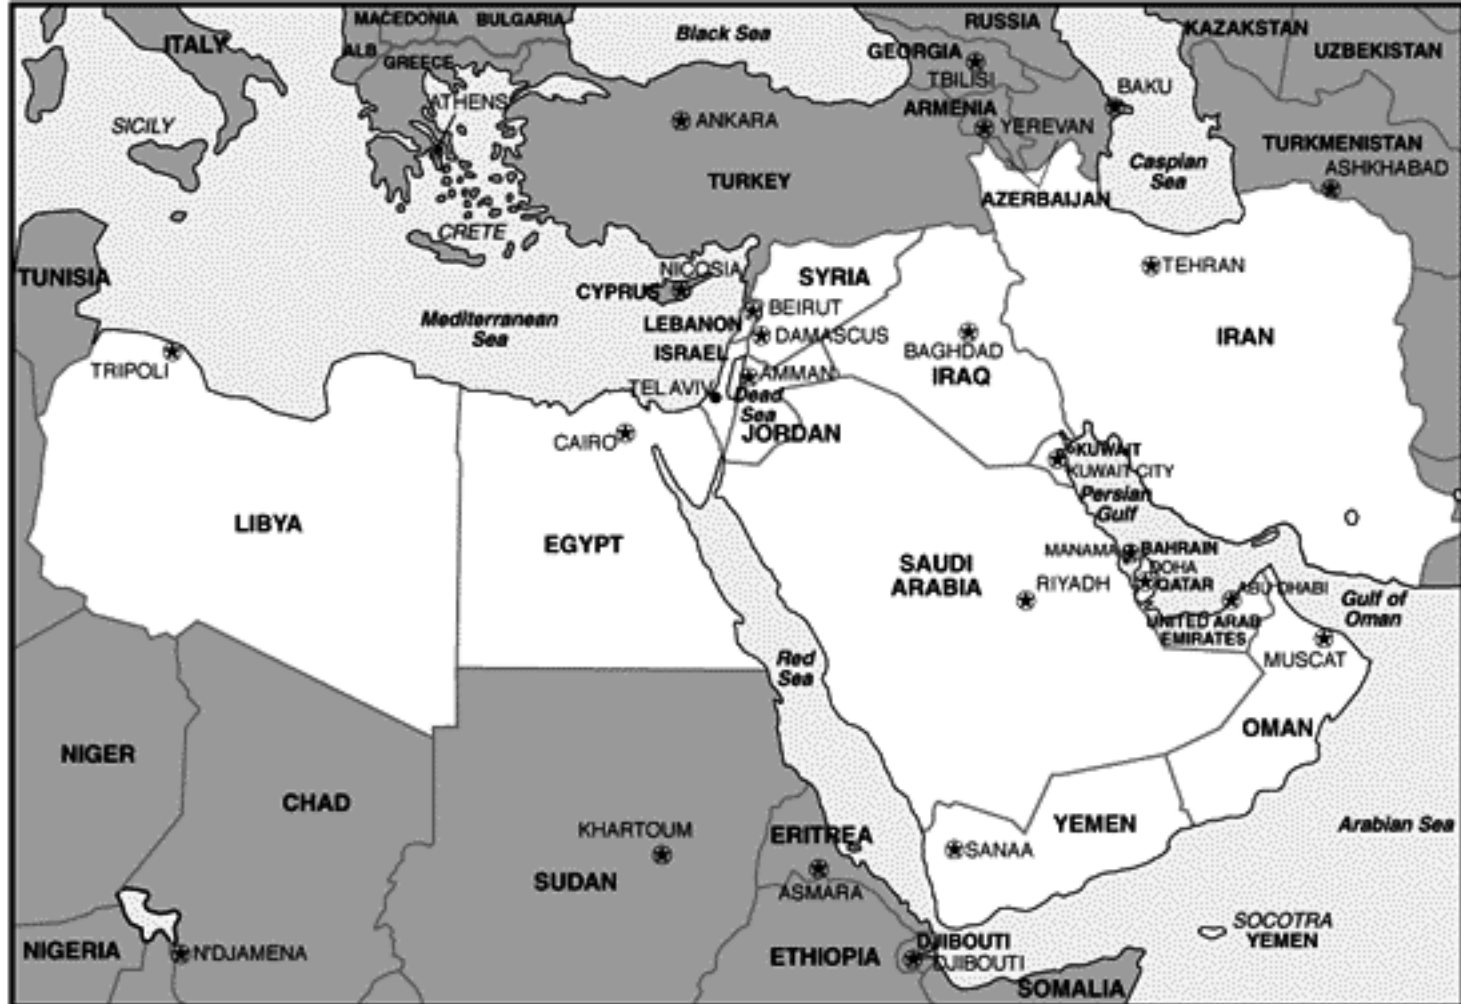 MACEDONIA
BULGARIA
RUSSIA
KAZAKSTAN
ITALY
Black Sea
ALB
GREECE
GEORGIA
UZBEKISTAN
TBILISI
BAKU
ATHENS
ANKARA
ARMENIA
YEREVAN
SICILY
TURKMENISTAN
ASHKHABAD
Caspian
Sea
TURKEY
AZERBAIJAN
CRETE
TUNISIA
NICOSIA
CYPRUS
SYRIA
TEHRAN
Mediterranean
Sea
BEIRUT
LEBANON
DAMASCUS
ISRAEL
BAGHDAD
IRAQ
IRAN
TRIPOLI
TEL AVIV
AMMAN
Dead
Sea
JORDAN
CAIRO
KUWAIT
KUWAIT CITY
Persian
Gulf
LIBYA
EGYPT
SAUDI
ARABIA
RIYADH
MANAMA
BAHRAIN
DOHA
QATAR
ABU DHABI
UNITED ARAB
EMIRATES
Gulf of
Oman
MUSCAT
Red
Sea
OMAN
NIGER
CHAD
KHARTOUM
SUDAN
ERITREA
ASMARA
YEMEN
SANAA
Arabian Sea
NIGERIA
N'DJAMENA
ETHIOPIA
DJIBOUTI
DJIBOUTI
SOCOTRA
YEMEN
SOMALIA